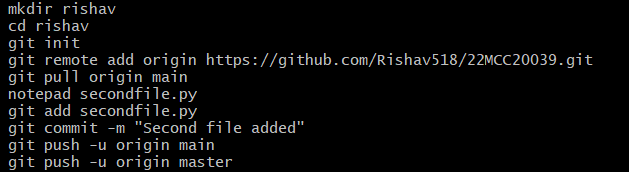 mkdir rishav
cd rishav
git init
git remote add origin https://github.com/Rishav518/22MCC20039.git
git pull origin main
notepad secondfile.py
git add secondfile.py
git commit -m "Second file added"
git push -u origin main
git push -u origin master